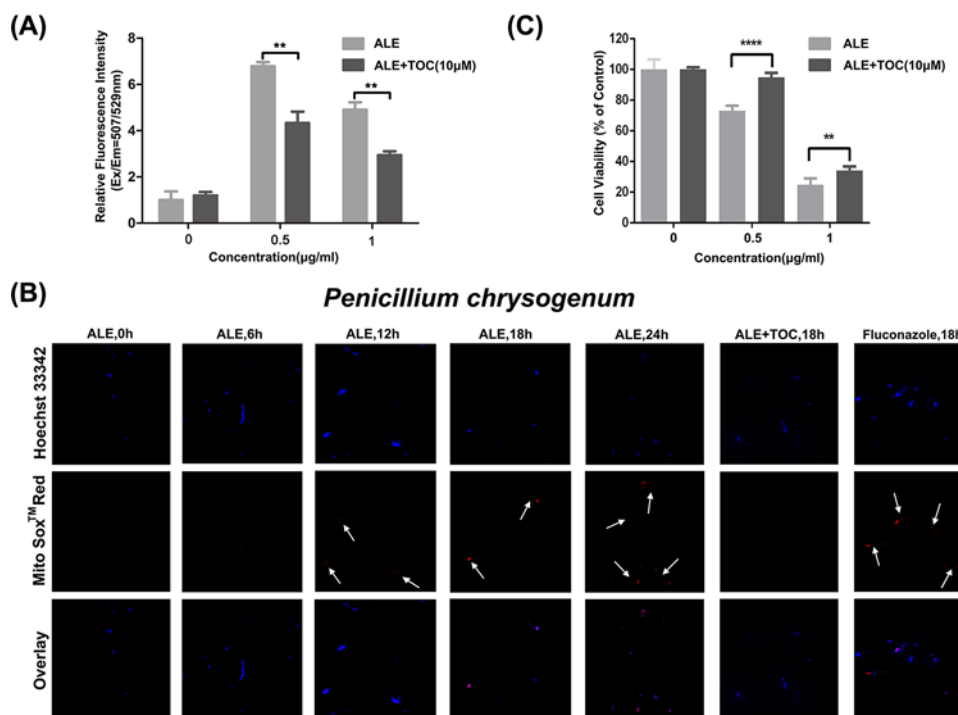 (A)
Relative Fluorescence Intensity
(Ex/Em=507/529nm)
8
6
4
2
0
**
**
ALE
ALE+TOC(10μM)
0
0.5
1
Concentration(μg/ml)
(C)
Cell Viability (% of Control)
120
100
80
60
40
20
0
****
**
ALE
ALE+TOC(10μM)
0
0.5
1
Concentration(μg/ml)
(B)
Penicillium chrysogenum
ALE,0h
ALE,6h
ALE,12h
ALE,18h
ALE,24h
ALE+TOC,18h
Fluconazole,18h
Hoechst 33342
Mito Sox™ Red
Overlay